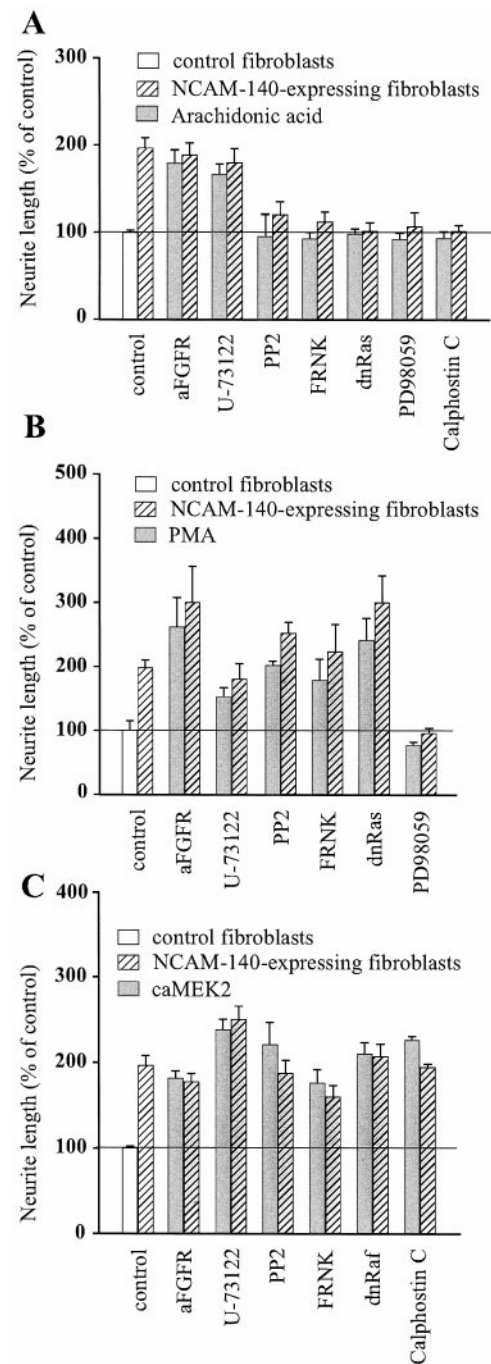 A
300
control fibroblasts
NCAM-140-expressing fibroblasts
Arachidonic acid
200
100
0
Neurite length (% of control)
control
aFGFR
U-73122
PP2
FRNK
dnRas
PD98059
Calphostin C
B
500
control fibroblasts
NCAM-140-expressing fibroblasts
PMA
400
300
200
100
0
Neurite length (% of control)
control
aFGFR
U-73122
PP2
FRNK
dnRas
PD98059
C
400
control fibroblasts
NCAM-140-expressing fibroblasts
caMEK2
200
200
100
0
Neurite length (% of control)
control
aFGFR
U-73122
PP2
FRNK
dnRaf
Calphostin C